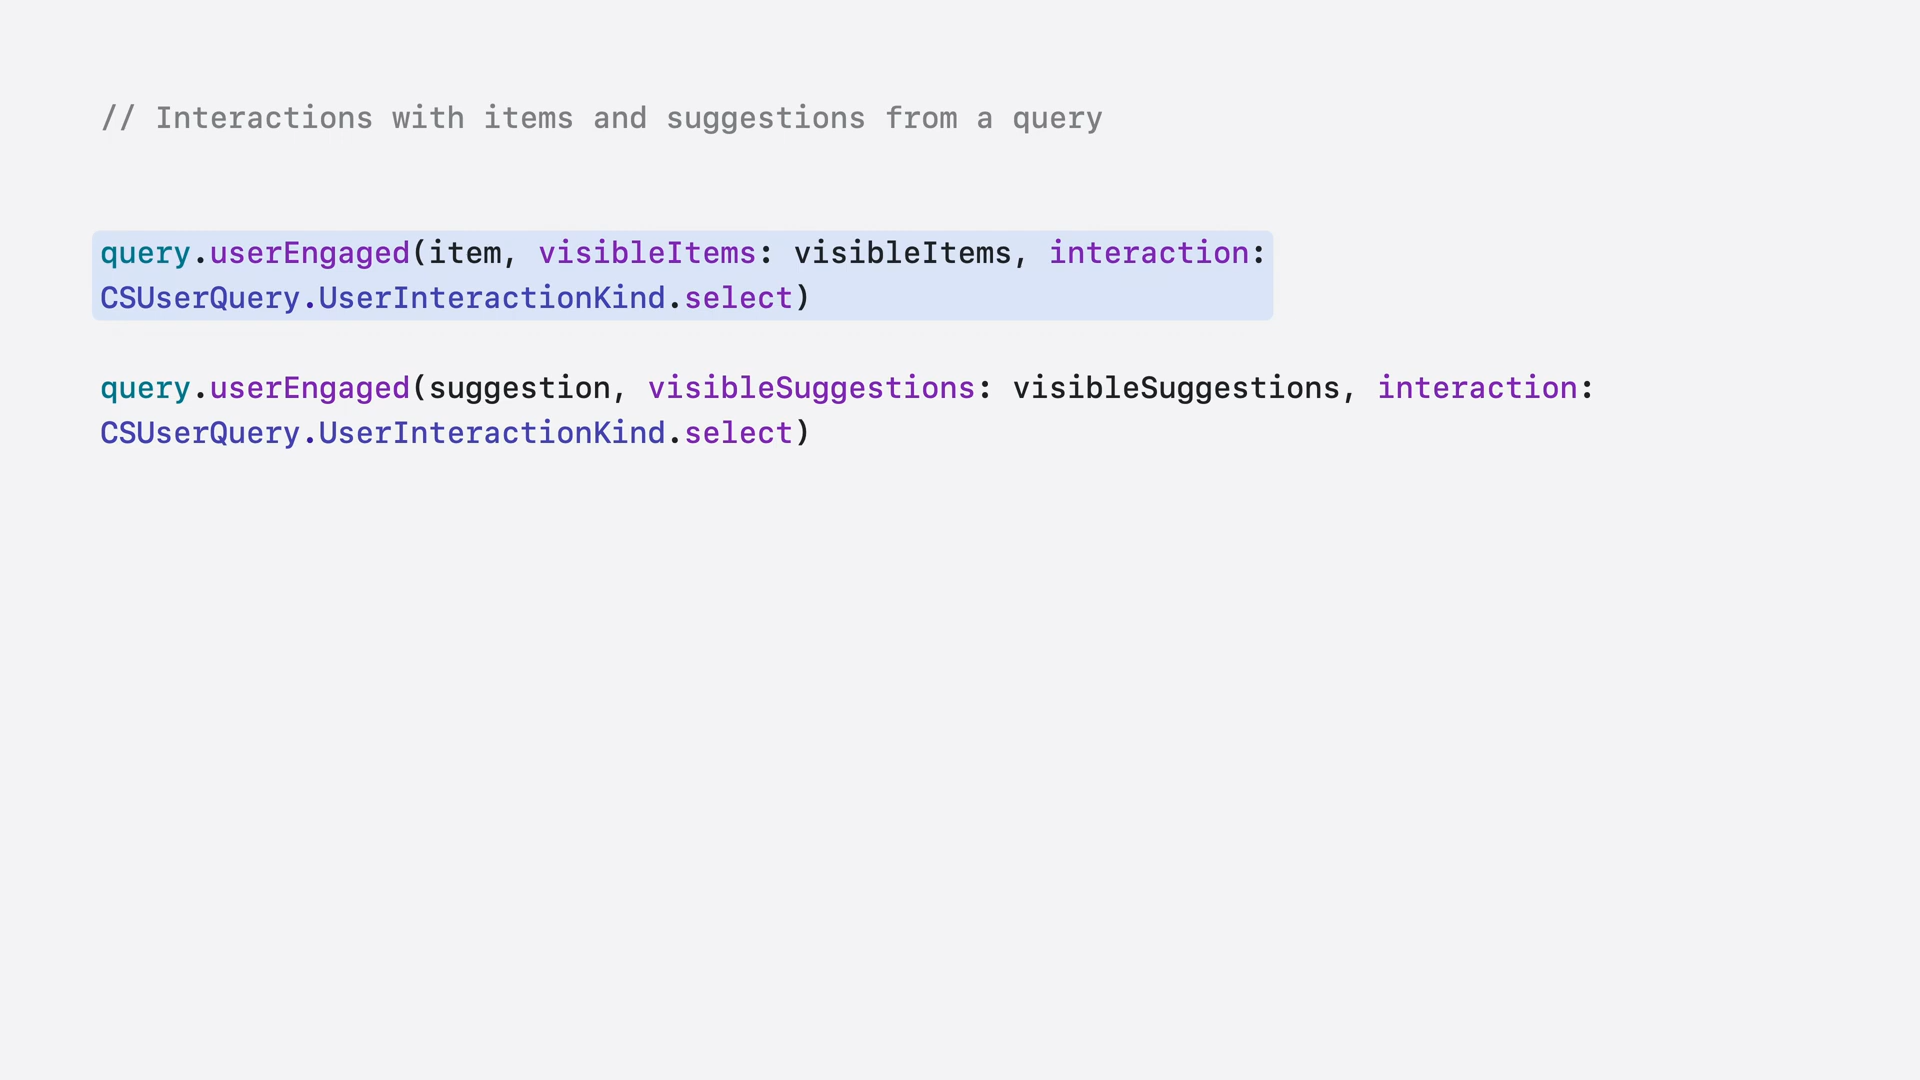 // Interactions with items and suggestions from a query
query.userEngaged(item, visibleItems: visibleItems, interaction:
CSUserQuery.UserInteractionKind.select)
query.userEngaged(suggestion, visibleSuggestions: visibleSuggestions, interaction:
CSUserQuery.UserInteractionKind.select)